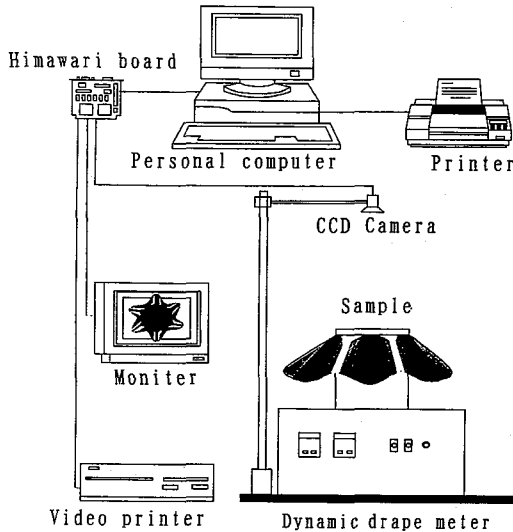 Himawari board
Personal computer
Printer
CCD Camera
Sample
Moniter
Video printer
Dynamic drape meter